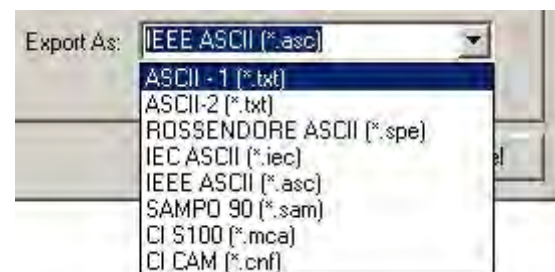 Export As: IEEE ASCII (*.asc)
ASCII - 1 (*.txt)
ASCII-2 (*.txt)
ROSSENDORE ASCII (*.spe)
IEC ASCII (*.iec)
IEEE ASCII (*.asc)
SAMPO 90 (*.sam)
CI S100 (*.mca)
CI CAM (*.cnf)